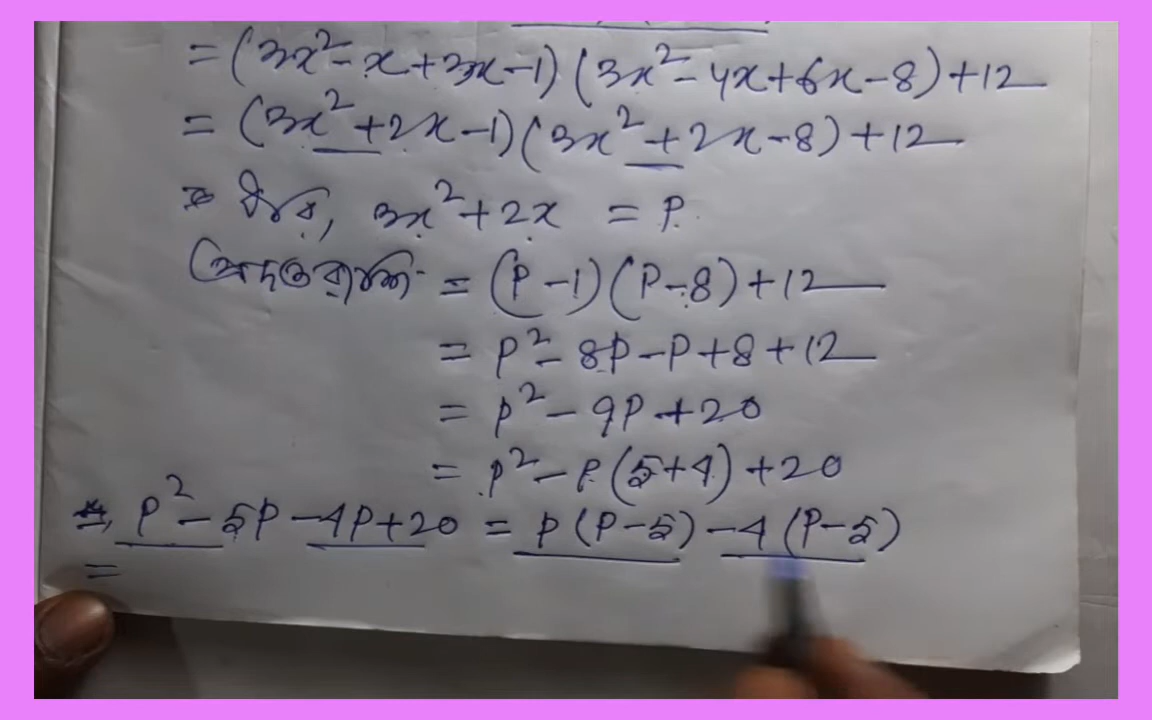 = (3x² - x + 3x - 1) (3x² - 4x + 6x - 8) + 12
= (3x² + 2x - 1) (3x² + 2x - 8) + 12
ধরি, 3x² + 2x = P.
প্রদত্ত রাশি = (P - 1) (P - 8) + 12
= P² - 8P - P + 8 + 12
= P² - 9P + 20
= P² - P (5 + 4) + 20
P² - 5P - 4P + 20 = P (P - 5) - 4 (P - 5)
=